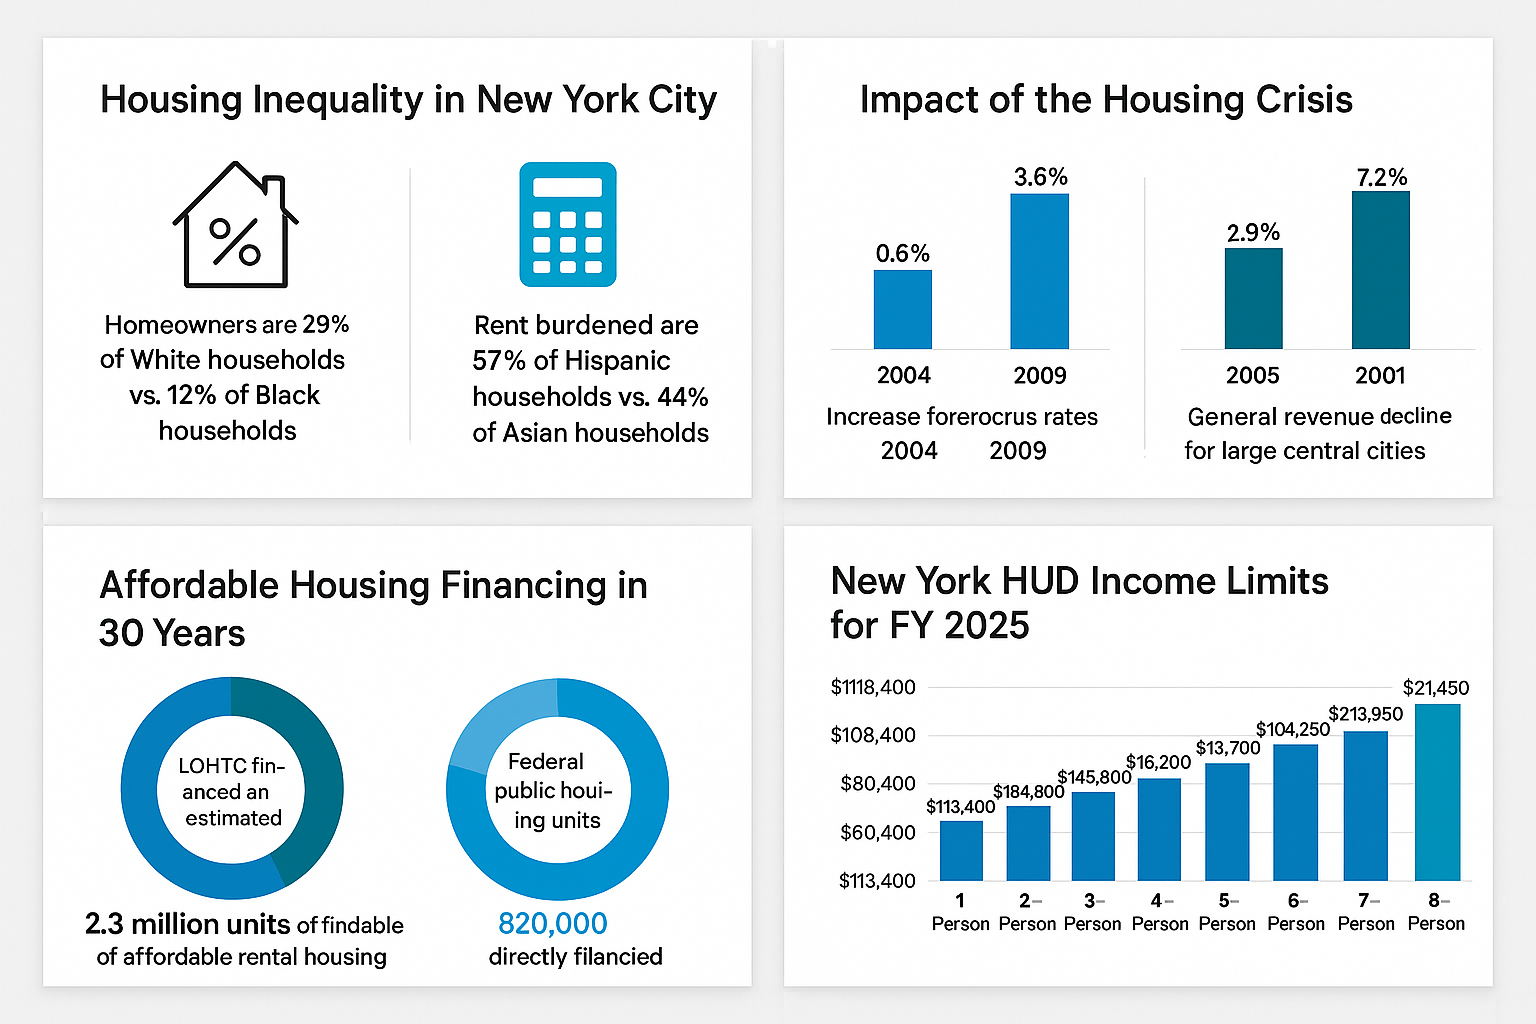 Housing Inequality in New York City
Homeowners are 29%
of White households
vs. 12% of Black
households
Rent burdened are
57% of Hispanic
households vs. 44%
of Asian households
Impact of the Housing Crisis
0.6%
3.6%
2004
2009
Increase forerocrus rates
2004
2009
2.9%
7.2%
2005
2001
General revenue decline
for large central cities
Affordable Housing Financing in
30 Years
LOHTC fin-
anced an
estimated
2.3 million units of findable
of affordable rental housing
Federal
public houi-
ing units
820,000
directly filancied
New York HUD Income Limits
for FY 2025
$1118,400
$108,400
$80,400
$60,400
$113,400
$113,400
$184,800
$145,800
$16,200
$13,700
$104,250
$213,950
$21,450
1
Person
2–
Person
3–
Person
4–
Person
5–
Person
6–
Person
7–
Person
8–
Person